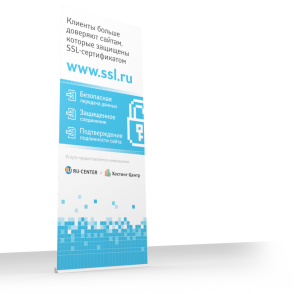 Клиенты больше
доверяют сайтам,
которые защищены
SSL-сертификатом
www.ssl.ru
Безопасная
передача данных
Защищенное
соединение
Подтверждение
подлинности сайта
RU-CENTER
Хостинг-Центр